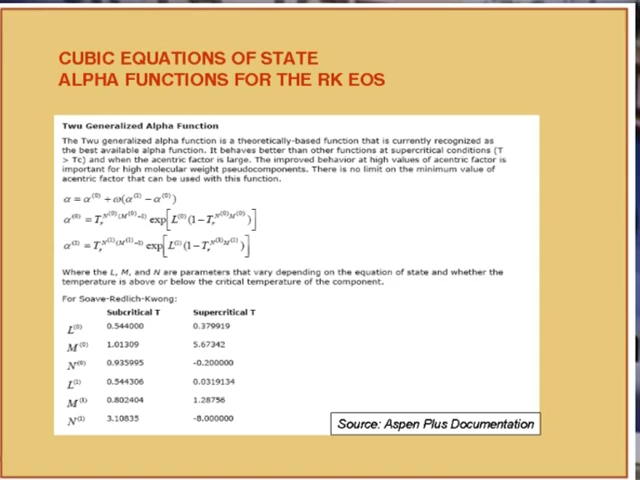 CUBIC EQUATIONS OF STATE
ALPHA FUNCTIONS FOR THE RK EOS
Twu Generalized Alpha Function
The Twu generalized alpha function is a theoretically-based function that is currently recognized as
the best available alpha function. It behaves better than other functions at supercritical conditions (T
> Tc) and when the acentric factor is large. The improved behavior at high values of acentric factor is
important for high molecular weight pseudocomponents. There is no limit on the minimum value of
acentric factor that can be used with this function.
α = α^(0) + ω(α^(1) − α^(0))
α^(0) = T_r^{N^(0)(M^(0)−1)} exp[L^(0)(1−T_r^{N^(0)M^(0)})]
α^(1) = T_r^{N^(1)(M^(1)−1)} exp[L^(1)(1−T_r^{N^(1)M^(1)})]
Where the L, M, and N are parameters that vary depending on the equation of state and whether the
temperature is above or below the critical temperature of the component.
For Soave-Redlich-Kwong:
Subcritical T Supercritical T
L^(0) 0.544000 0.379919
M^(0) 1.01309 5.67342
N^(0) 0.935995 -0.200000
L^(1) 0.544306 0.0319134
M^(1) 0.802404 1.28756
N^(1) 3.10835 -8.000000
Source: Aspen Plus Documentation